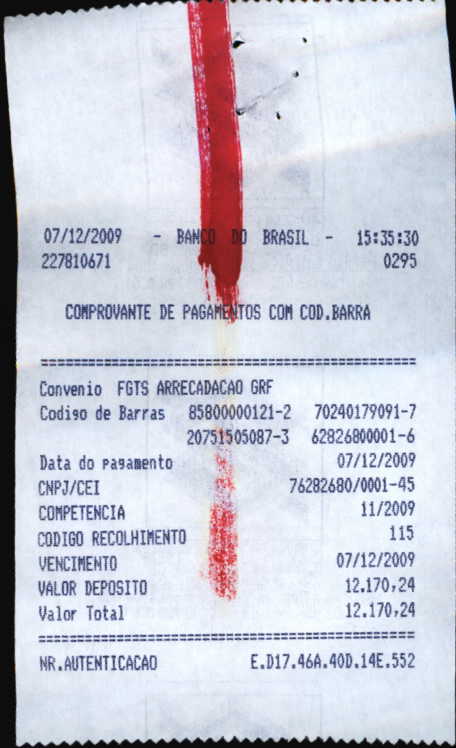 07/12/2009 - BANCO DO BRASIL - 15:35:30
227810671 0295
COMPROVANTE DE PAGAMENTOS COM COD.BARRA
================================================
Convenio FGTS ARRECADACAO GRF
Codigo de Barras 85800000121-2 70240179091-7
20751505087-3 62826800001-6
Data do pagamento 07/12/2009
CNPJ/CEI 76282680/0001-45
COMPETENCIA 11/2009
CODIGO RECOLHIMENTO 115
VENCIMENTO 07/12/2009
VALOR DEPOSITO 12.170,24
Valor Total 12.170,24
================================================
NR.AUTENTICACAO E.D17.46A.40D.14E.552